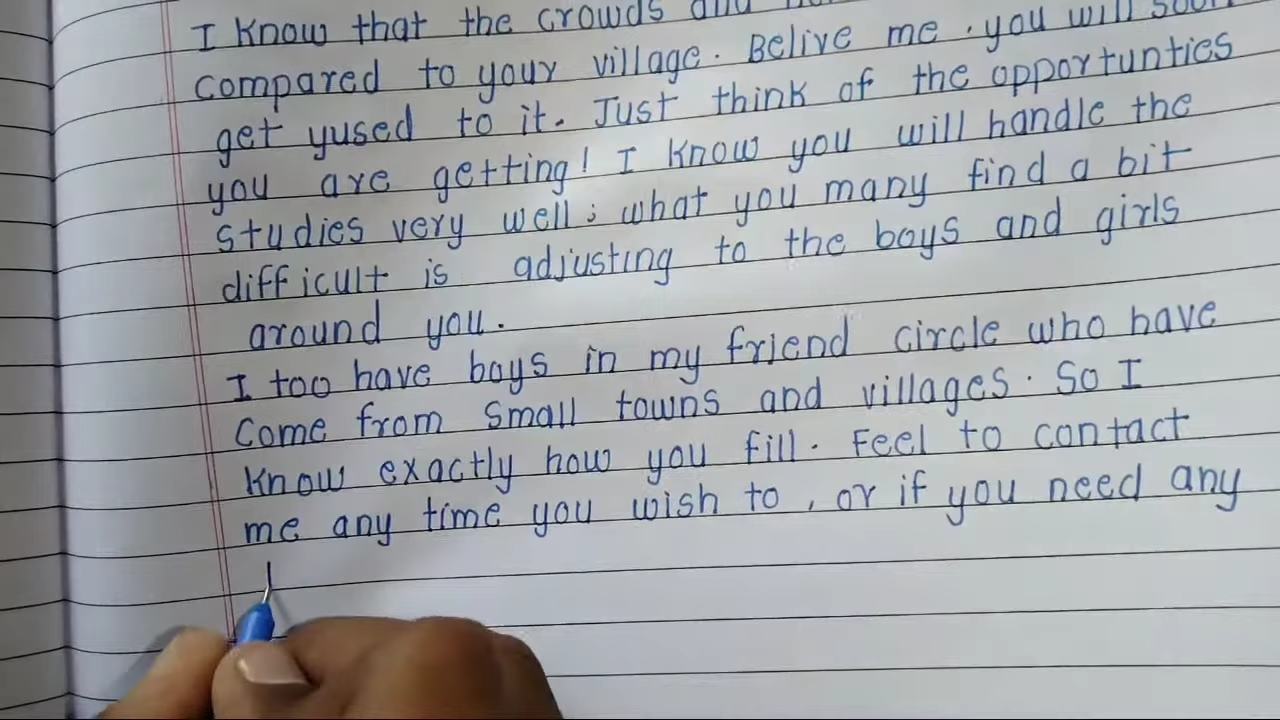 I know that the crowds and
compared to your village. Belive me . you will soon
get yused to it. Just think of the opportunties
you are getting! I know you will handle the
studies very well; what you many find a bit
difficult is adjusting to the boys and girls
around you.
I too have boys in my friend circle who have
come from small towns and villages. So I
know exactly how you fill. Feel to contact
me any time you wish to, or if you need any